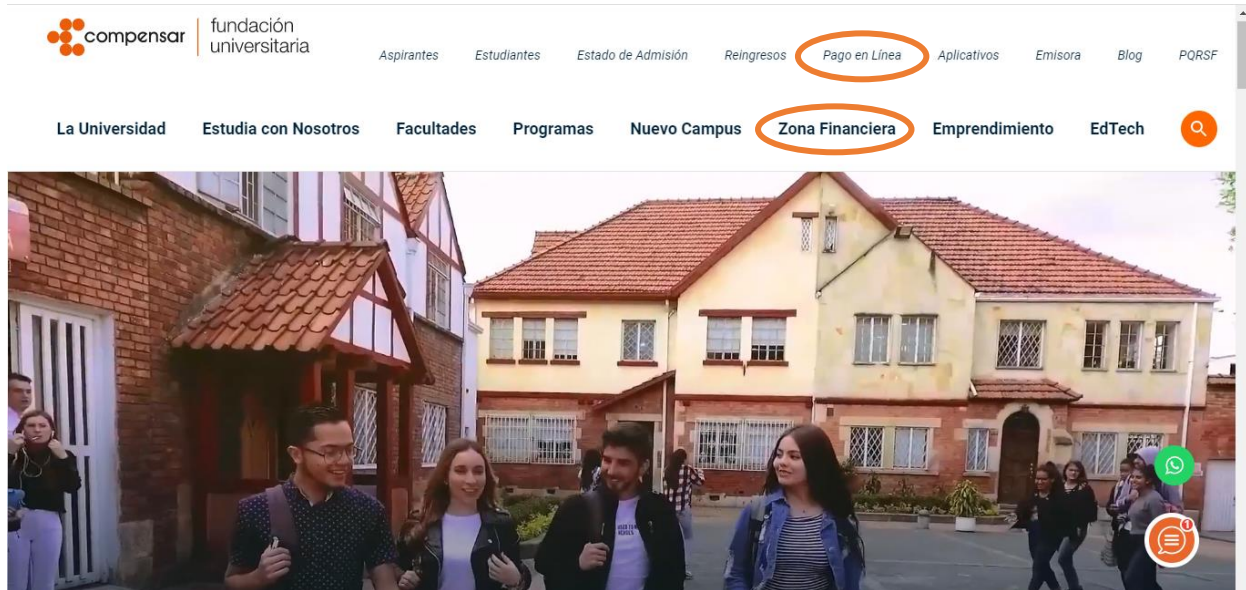 compensar
fundación
universitaria
Aspirantes Estudiantes Estado de Admisión Reingresos Pago en Línea Aplicativos Emisora Blog PQRSF
La Universidad Estudia con Nosotros Facultades Programas Nuevo Campus Zona Financiera Emprendimiento EdTech
1